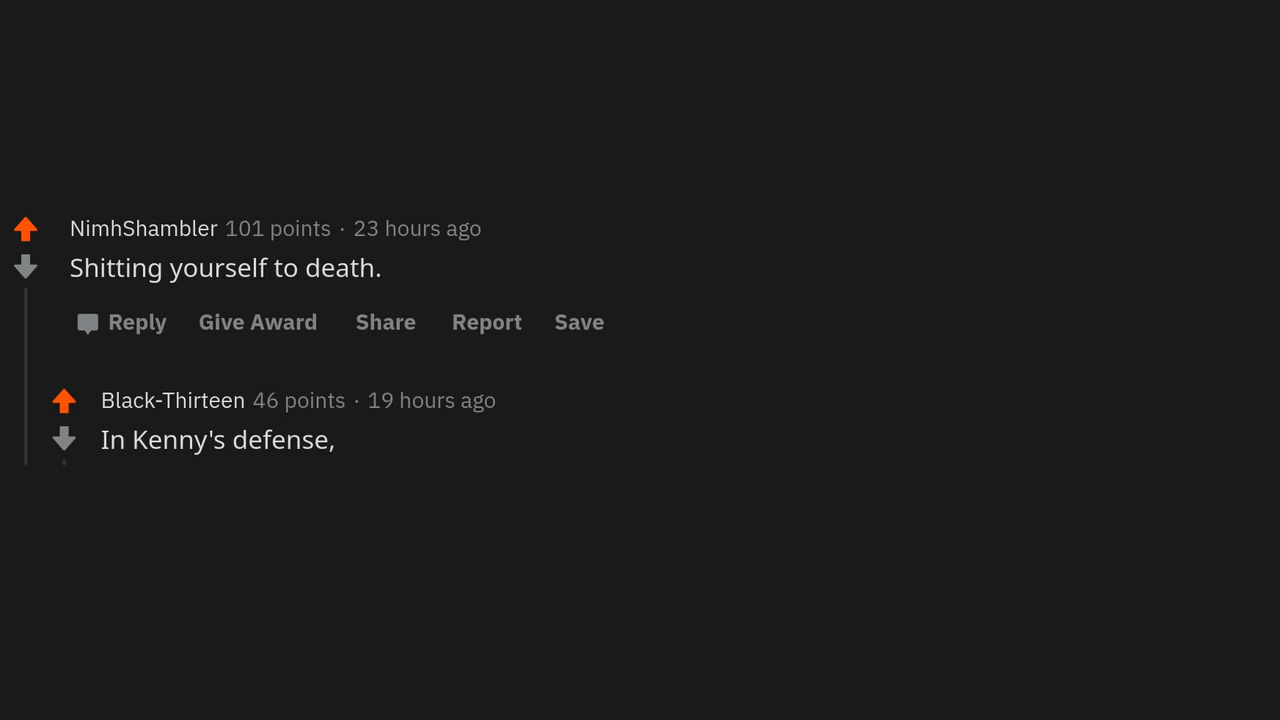 NimhShambler 101 points · 23 hours ago
Shitting yourself to death.
Reply Give Award Share Report Save
Black-Thirteen 46 points · 19 hours ago
In Kenny's defense,